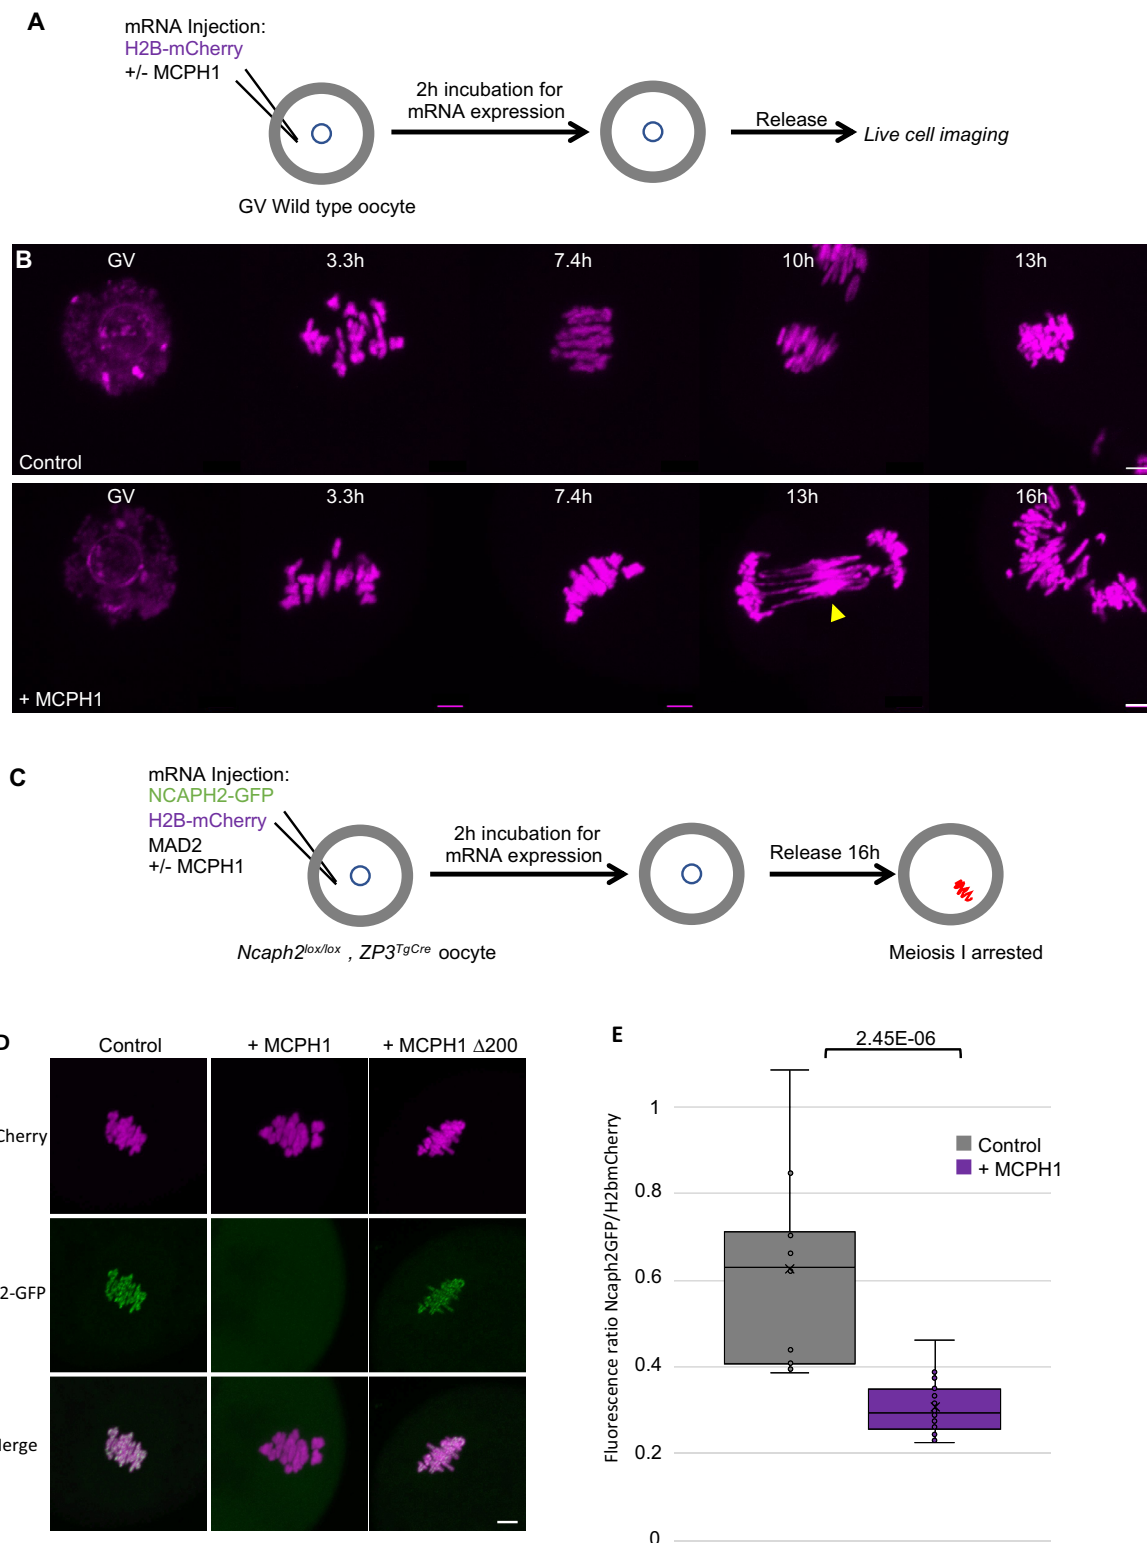 A
mRNA Injection:
H2B-mCherry
+/- MCPH1
2h incubation for
mRNA expression
Release
Live cell imaging
GV Wild type oocyte
B
GV
3.3h
7.4h
10h
13h
Control
GV
3.3h
7.4h
13h
16h
+ MCPH1
C
mRNA Injection:
NCAPH2-GFP
H2B-mCherry
MAD2
+/- MCPH1
2h incubation for
mRNA expression
Release 16h
Ncaph2lox/lox , ZP3TgCre oocyte
Meiosis I arrested
Control
+ MCPH1
+ MCPH1 Δ200
Cherry
2-GFP
E
2.45E-06
Fluorescence ratio Ncaph2GFP/H2bmCherry
1
0.8
0.6
0.4
0.2
0
Control
+ MCPH1